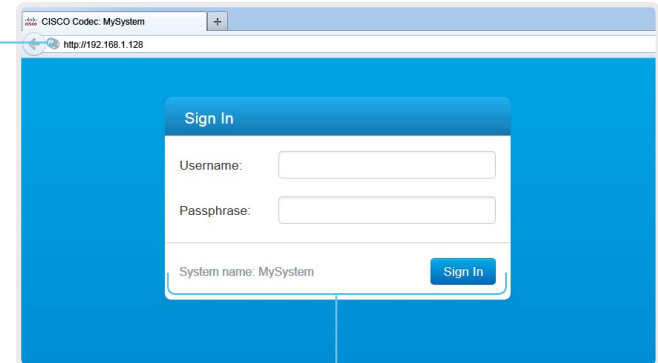 CISCO Codec: MySystem
+
http://192.168.1.128
Sign In
Username:
Passphrase:
System name: MySystem
Sign In